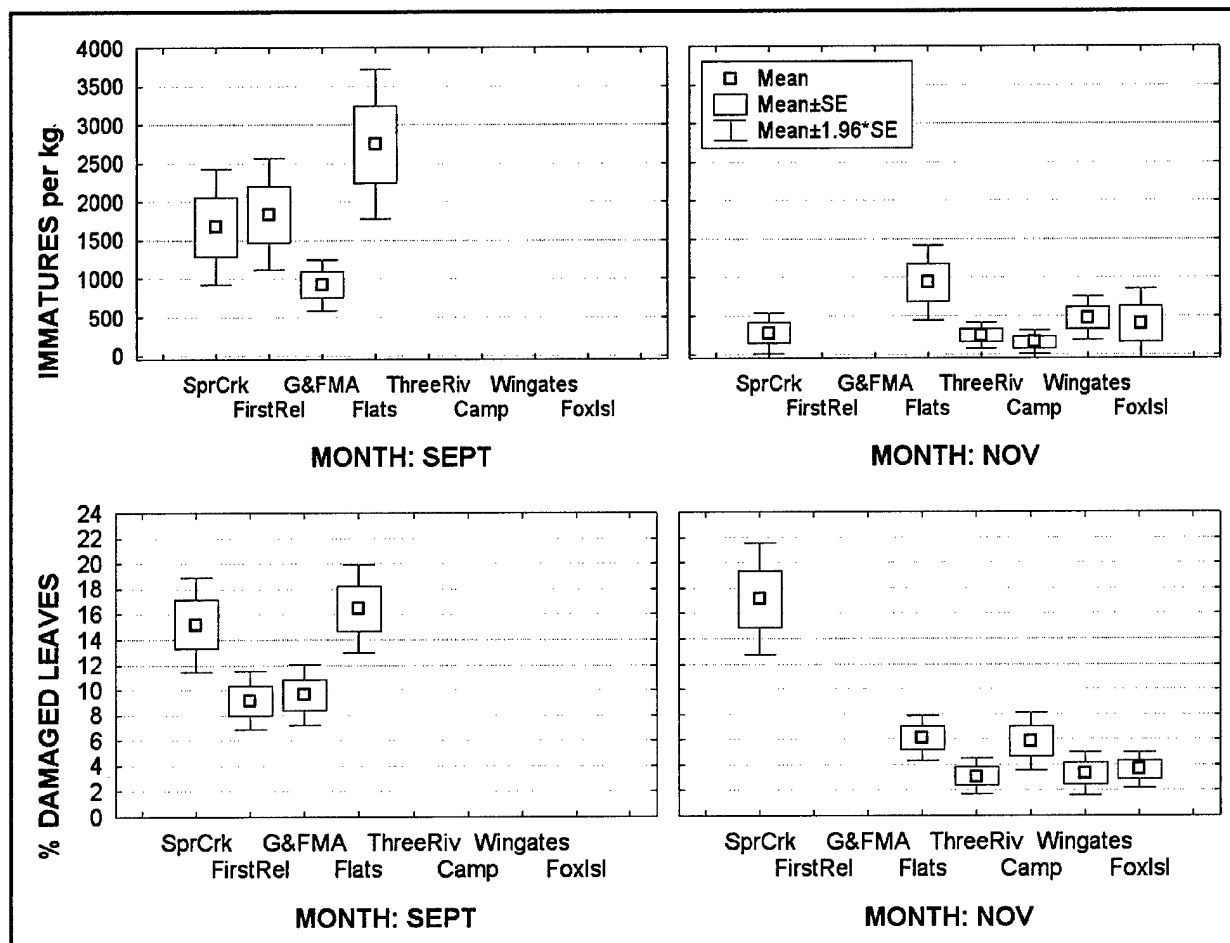 IMMATURES per kg
4000
3500
3000
2500
2000
1500
1000
500
0
SprCrk G&FMA ThreeRiv Wingates
FirstRel Flats Camp FoxIsl
MONTH: SEPT
Mean
Mean±SE
Mean±1.96*SE
SprCrk G&FMA ThreeRiv Wingates
FirstRel Flats Camp FoxIsl
MONTH: NOV
% DAMAGED LEAVES
24
22
20
18
16
14
12
10
8
6
4
2
0
SprCrk G&FMA ThreeRiv Wingates
FirstRel Flats Camp FoxIsl
MONTH: SEPT
SprCrk G&FMA ThreeRiv Wingates
FirstRel Flats Camp FoxIsl
MONTH: NOV